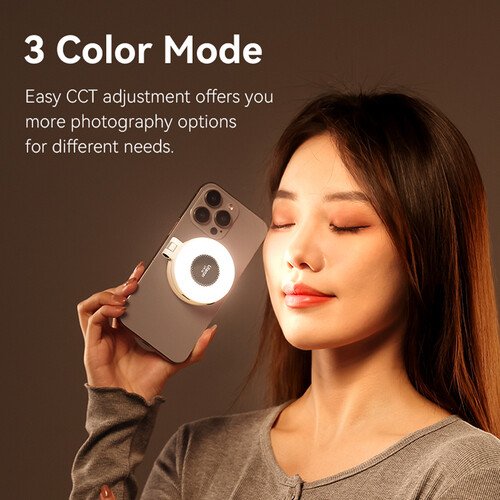 3 Color Mode
Easy CCT adjustment offers you
more photography options
for different needs.